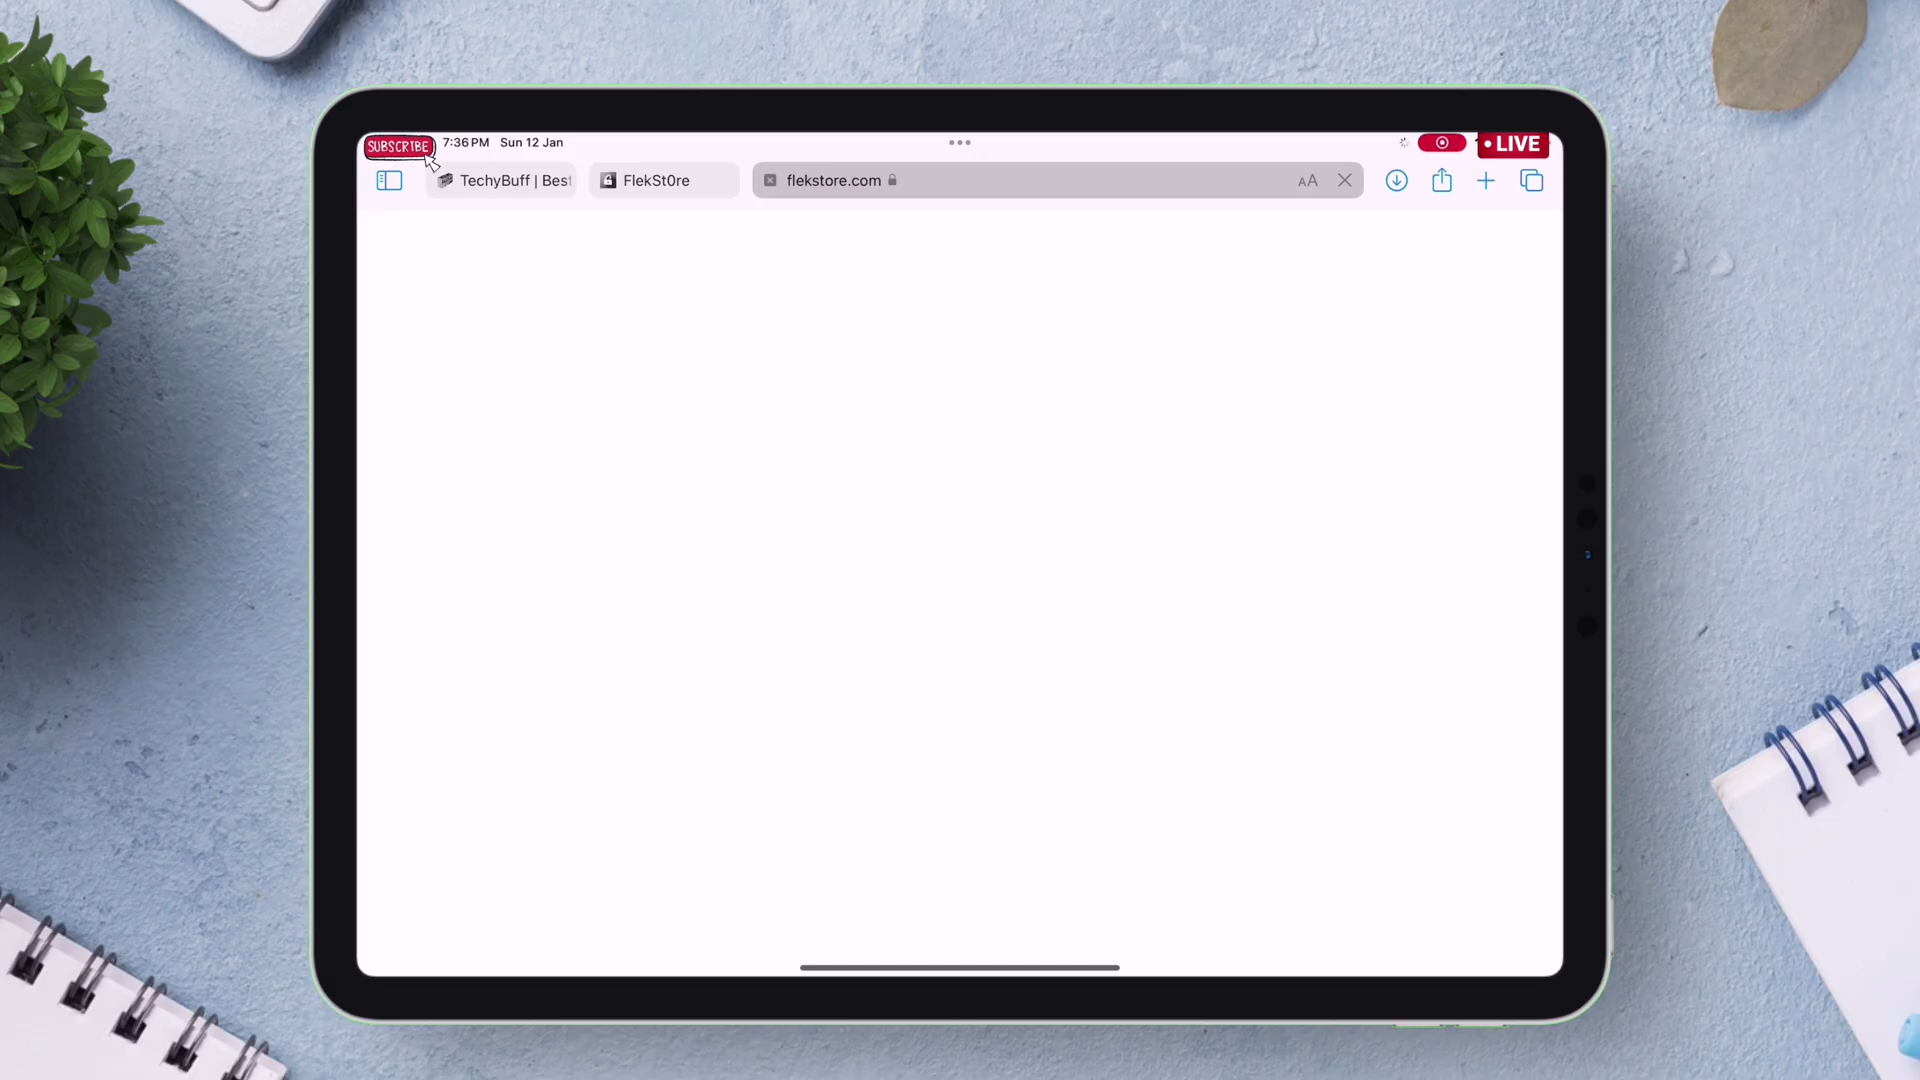 SUBSCRIBE
7:36 PM Sun 12 Jan
LIVE
TechyBuff | Best
FlekSt0re
flekstore.com
AA